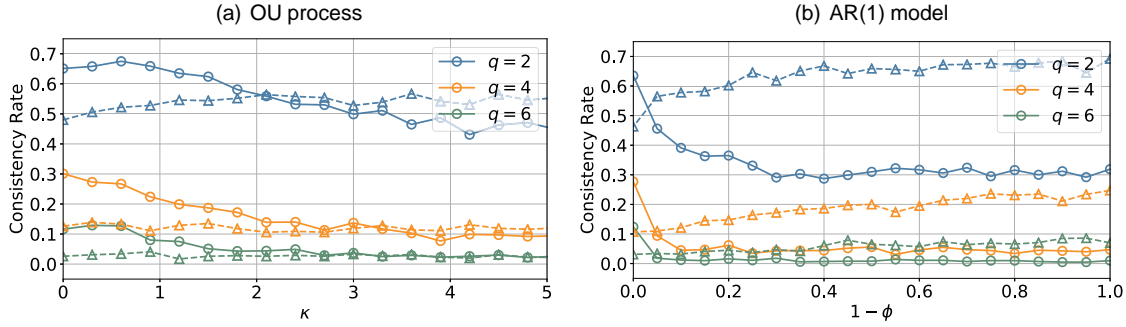 (a) OU process
Consistency Rate
0.7
0.6
0.5
0.4
0.3
0.2
0.1
0.0
q = 2
q = 4
q = 6
0 1 2 3 4 5
κ
(b) AR(1) model
Consistency Rate
0.7
0.6
0.5
0.4
0.3
0.2
0.1
0.0
q = 2
q = 4
q = 6
0.0 0.2 0.4 0.6 0.8 1.0
1 − ϕ